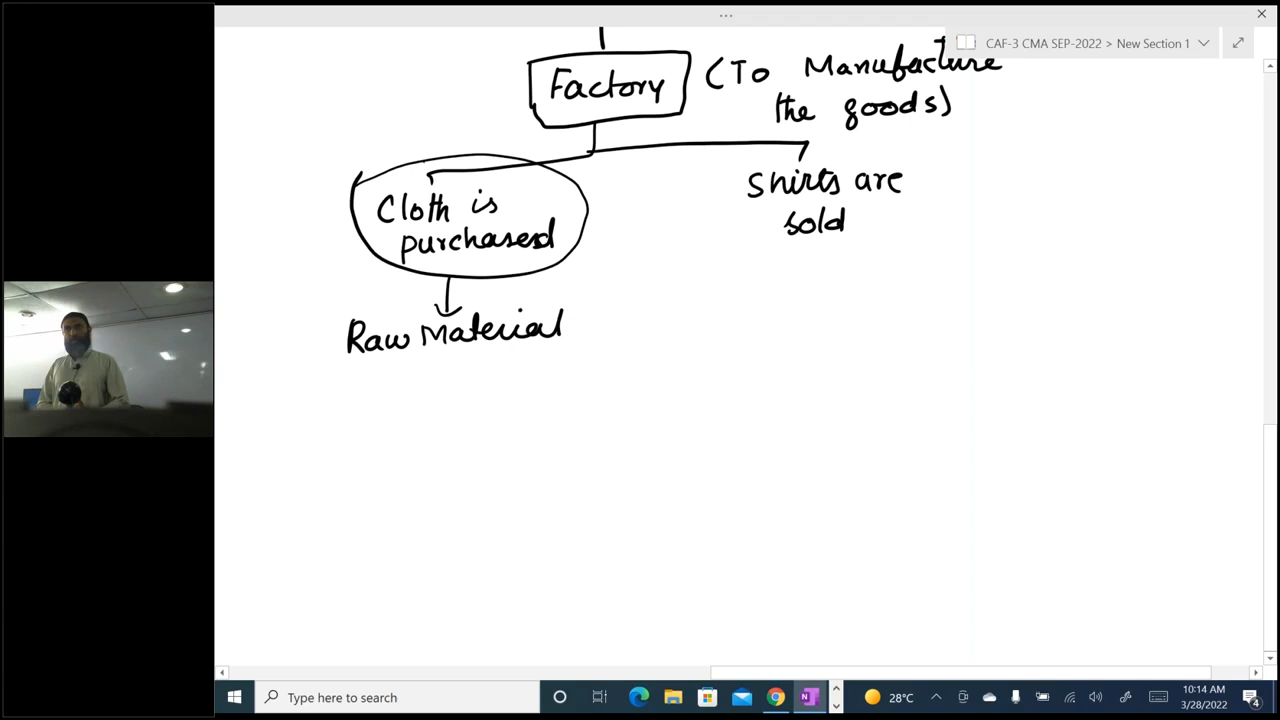 CAF-3 CMA SEP-2022 > New Section 1
Factory
(To Manufacture
the goods)
Cloth is
purchased
Shirts are
sold
Raw Material
Type here to search
28°C
10:14 AM
3/28/2022
4